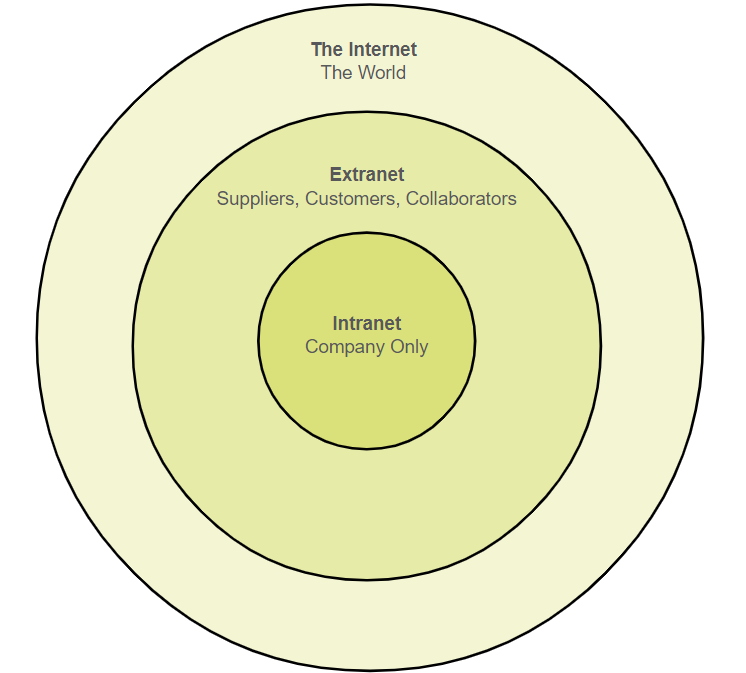 The Internet
The World
Extranet
Suppliers, Customers, Collaborators
Intranet
Company Only